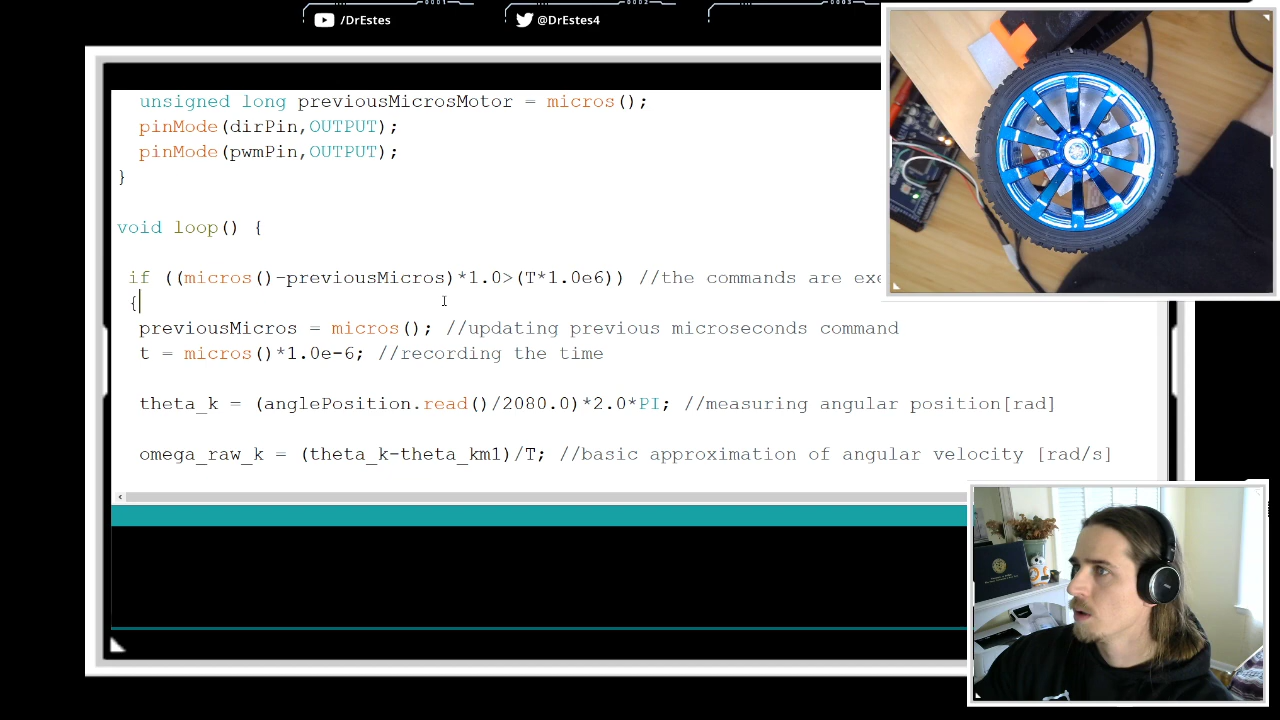 0001 0002 0003
/DrEstes @DrEstes4
unsigned long previousMicrosMotor = micros();
pinMode(dirPin,OUTPUT);
pinMode(pwmPin,OUTPUT);
}
void loop() {
if ((micros()-previousMicros)*1.0>(T*1.0e6)) //the commands are exe
{
previousMicros = micros(); //updating previous microseconds command
t = micros()*1.0e-6; //recording the time
theta_k = (anglePosition.read()/2080.0)*2.0*PI; //measuring angular position[rad]
omega_raw_k = (theta_k-theta_km1)/T; //basic approximation of angular velocity [rad/s]